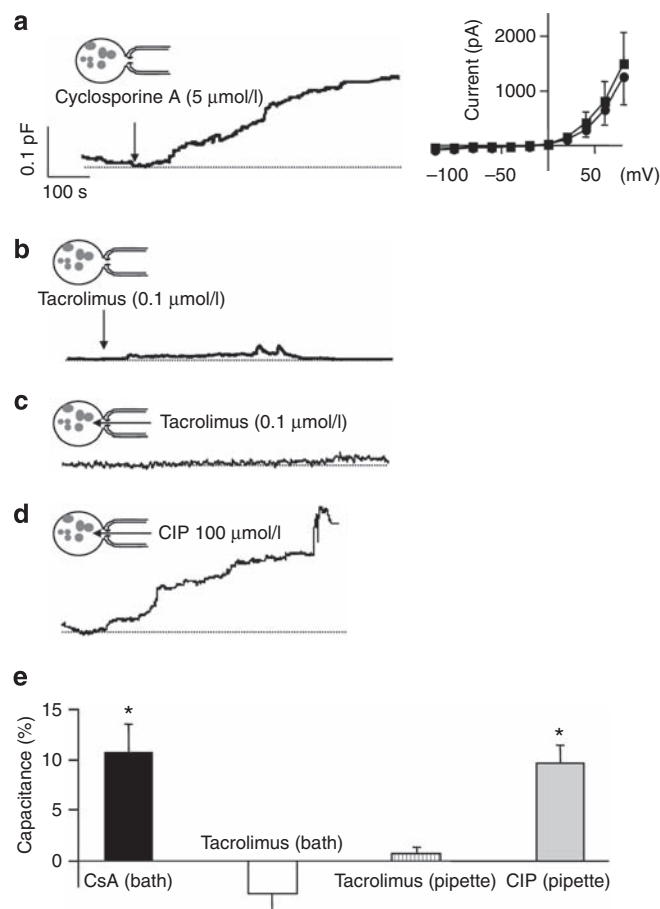 a
Cyclosporine A (5 μmol/l)
0.1 pF
100 s
Current (pA)
2000
1000
−100
−50
50
(mV)
b
Tacrolimus (0.1 μmol/l)
c
Tacrolimus (0.1 μmol/l)
d
CIP 100 μmol/l
e
Capacitance (%)
15
10
5
0
*
*
Tacrolimus (bath)
CsA (bath)
Tacrolimus (pipette)
CIP (pipette)